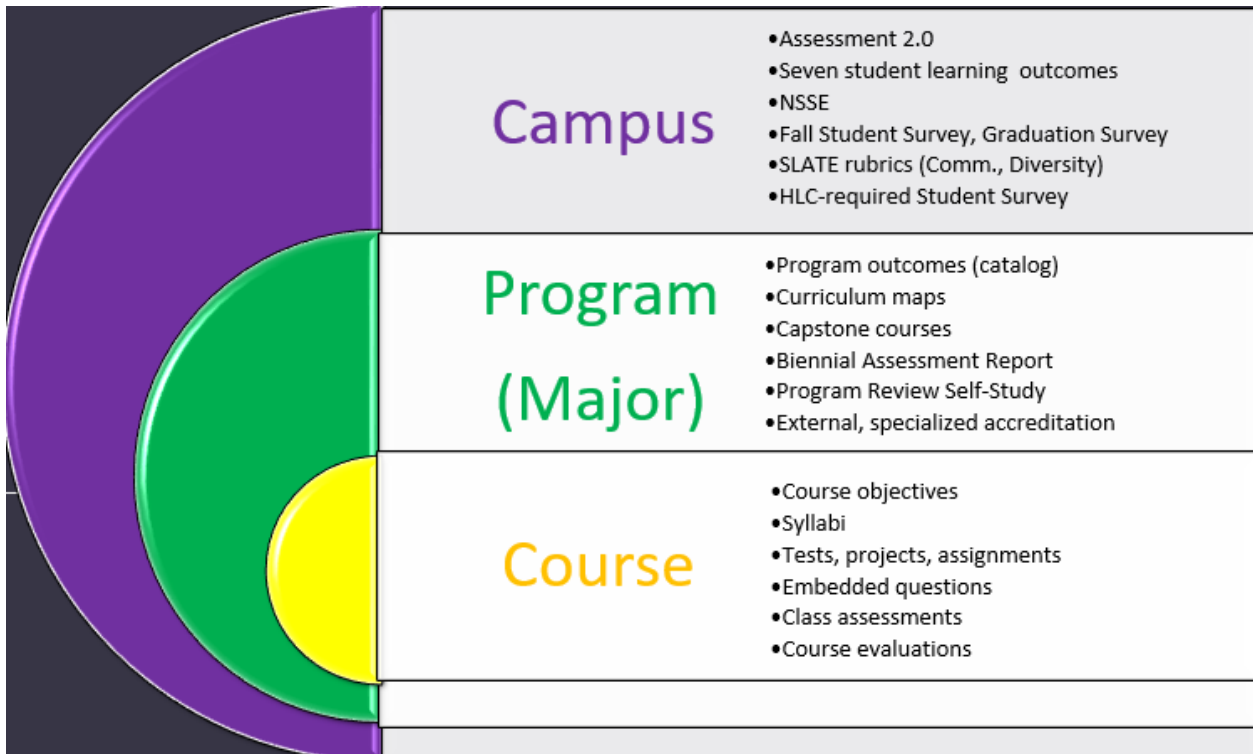 Campus
•Assessment 2.0
•Seven student learning outcomes
•NSSE
•Fall Student Survey, Graduation Survey
•SLATE rubrics (Comm., Diversity)
•HLC-required Student Survey
Program
(Major)
•Program outcomes (catalog)
•Curriculum maps
•Capstone courses
•Biennial Assessment Report
•Program Review Self-Study
•External, specialized accreditation
Course
•Course objectives
•Syllabi
•Tests, projects, assignments
•Embedded questions
•Class assessments
•Course evaluations